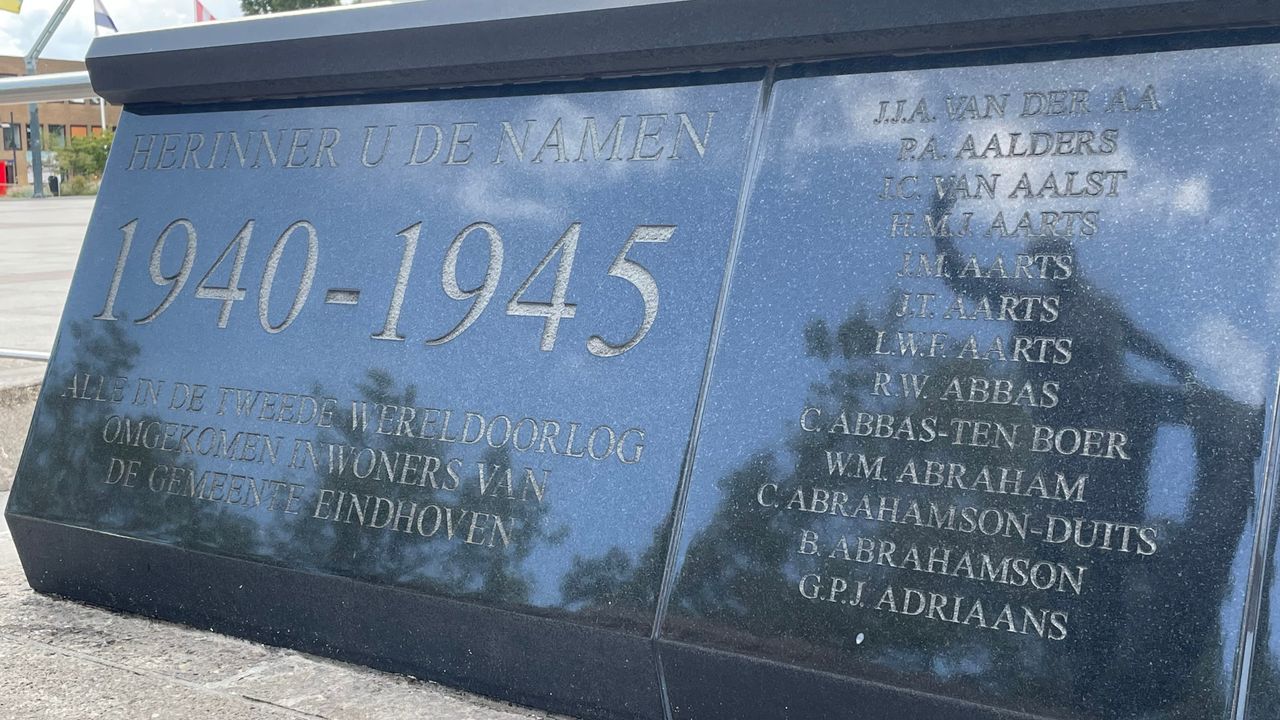 HERINNER U DE NAMEN
1940-1945
ALLE IN DE TWEEDE WERELDOORLOG
OMGEKOMEN INWONERS VAN
DE GEMEENTE EINDHOVEN
J.J.A. VAN DER AA
P.A. AALDERS
J.C. VAN AALST
H.M.J. AARTS
J.M. AARTS
J.T. AARTS
L.W.F. AARTS
R.W. ABBAS
C. ABBAS-TEN BOER
W.M. ABRAHAM
C. ABRAHAMSON-DUITS
B. ABRAHAMSON
G.P.J. ADRIAANS